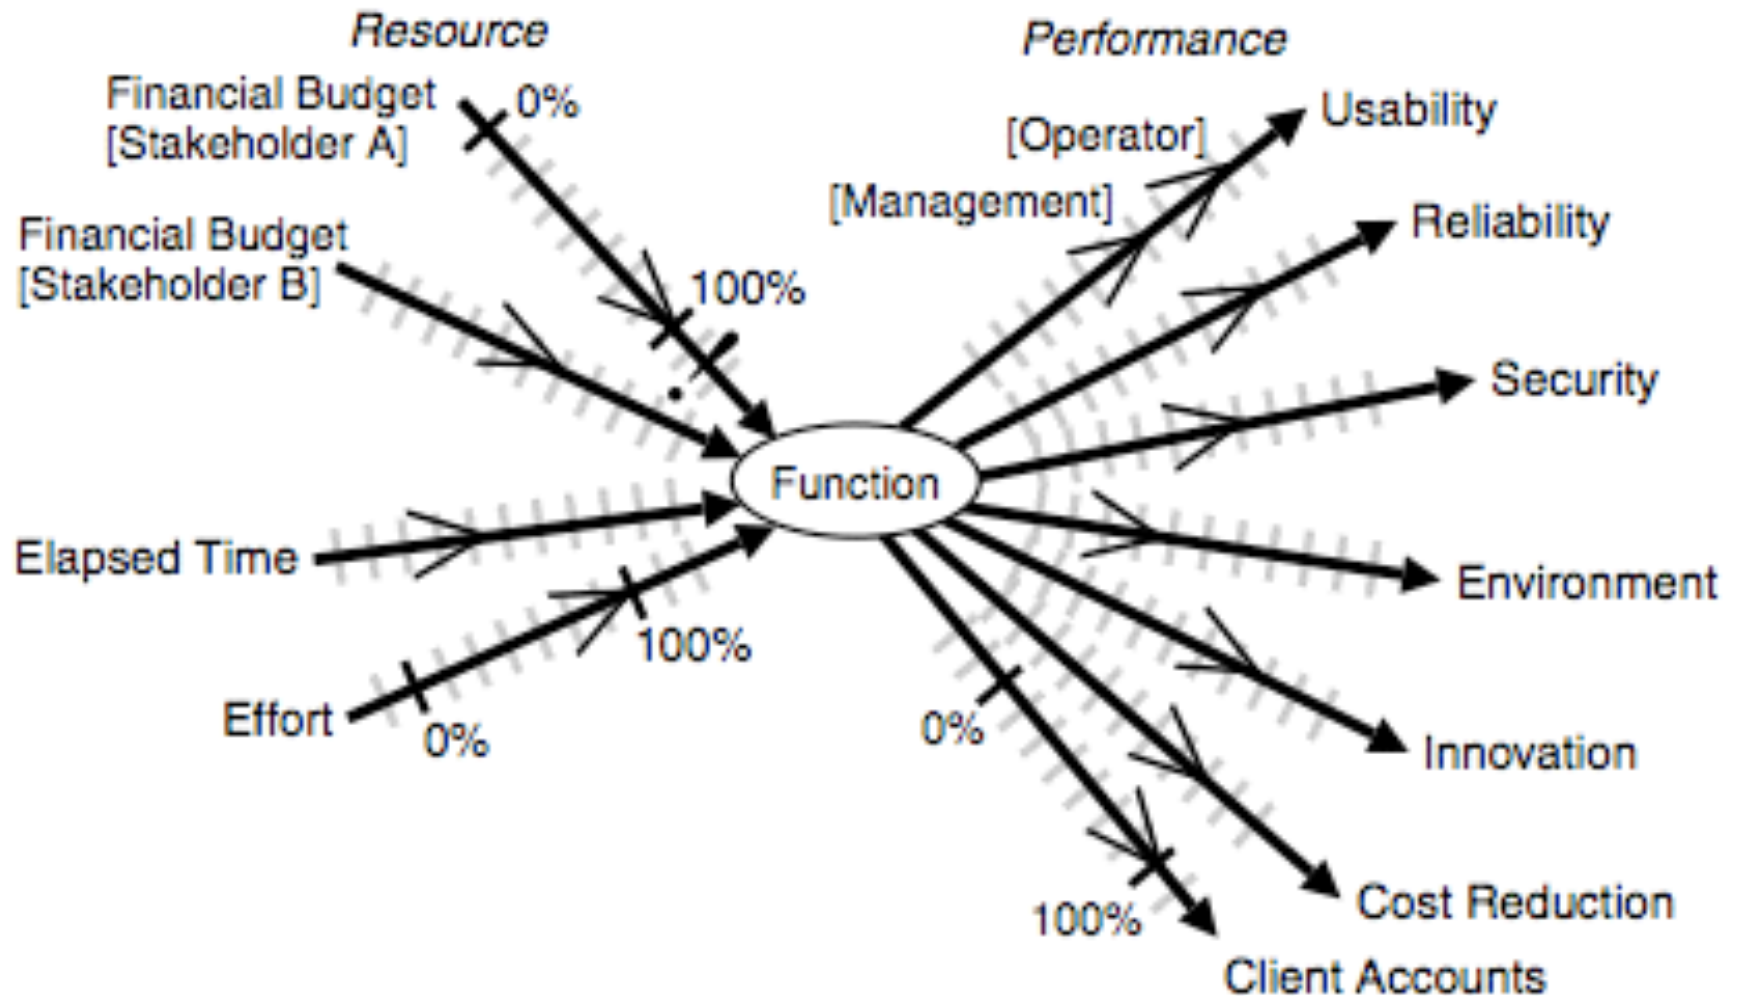 Resource
Financial Budget
[Stakeholder A]
0%
100%
Financial Budget
[Stakeholder B]
Elapsed Time
Effort
0%
100%
Function
Performance
[Operator]
[Management]
Usability
Reliability
Security
Environment
Innovation
Cost Reduction
Client Accounts
0%
100%